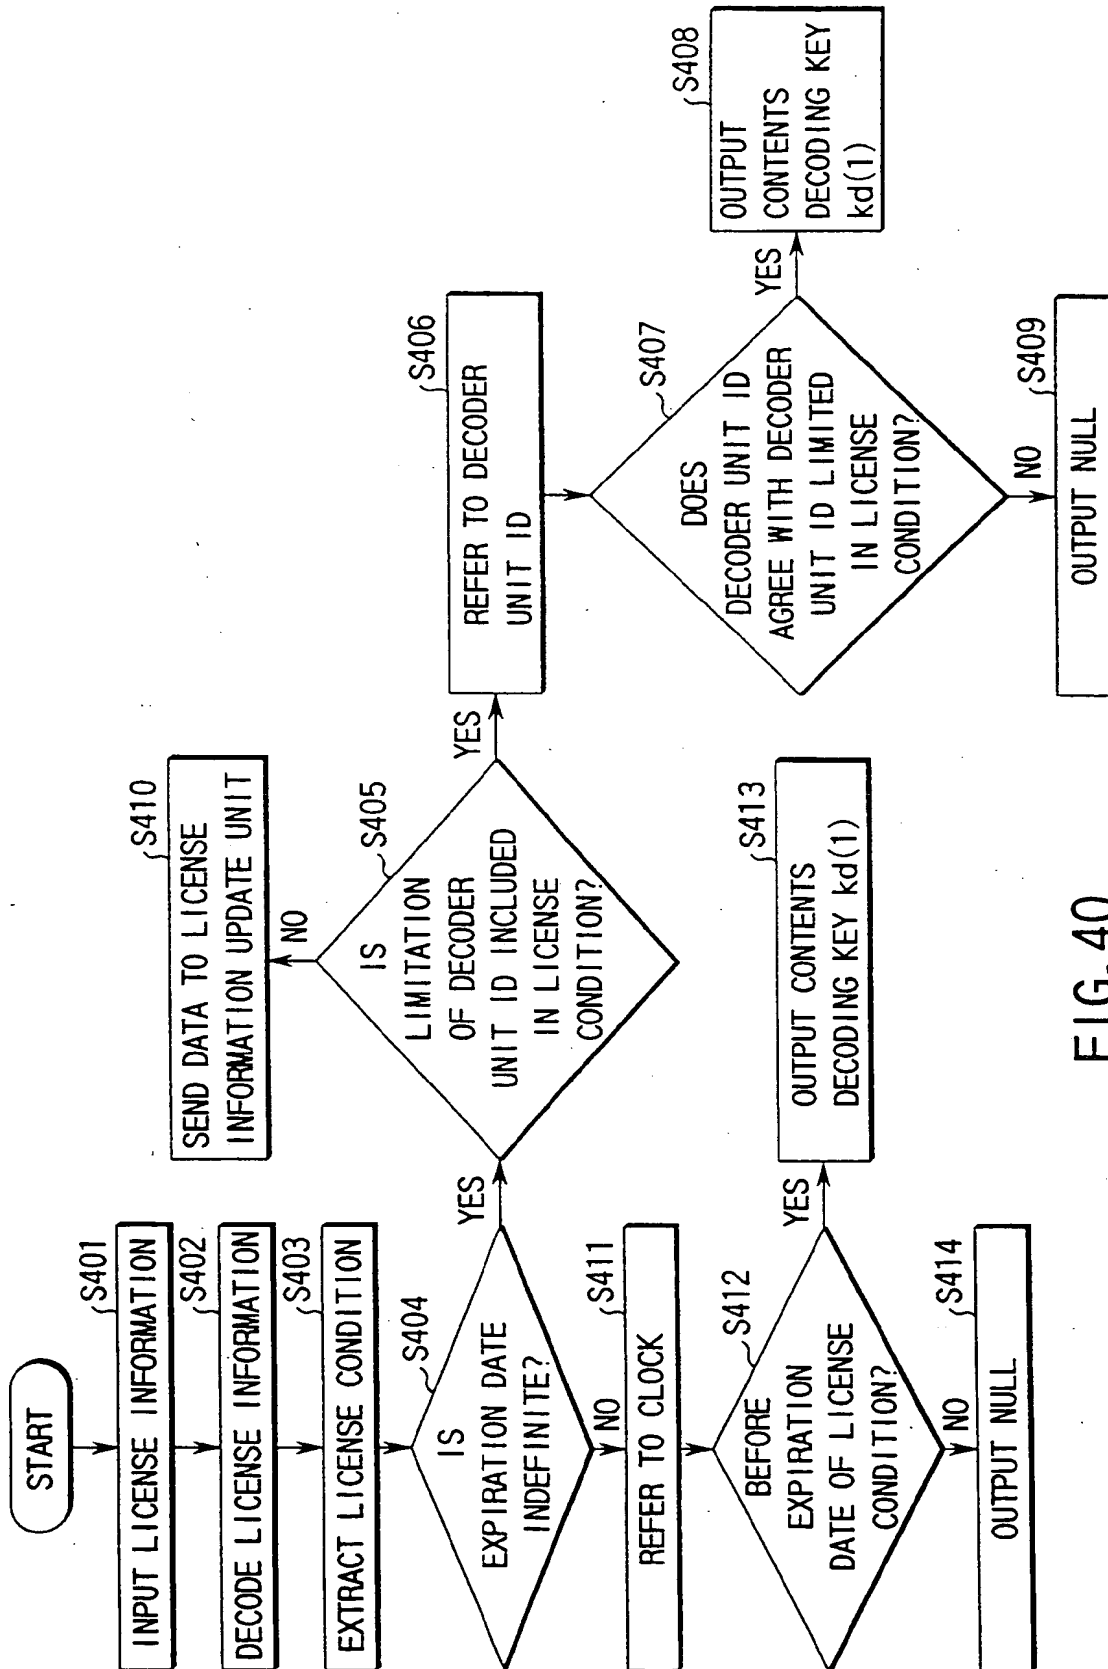 START
S401
INPUT LICENSE INFORMATION
S402
DECODE LICENSE INFORMATION
S403
EXTRACT LICENSE CONDITION
S404
IS
EXPIRATION DATE
INDEFINITE?
YES
NO
S411
REFER TO CLOCK
S412
BEFORE
EXPIRATION
DATE OF LICENSE
CONDITION?
YES
NO
S413
OUTPUT CONTENTS
DECODING KEY kd(1)
S414
OUTPUT NULL
S410
SEND DATA TO LICENSE
INFORMATION UPDATE UNIT
NO
S405
IS
LIMITATION
OF DECODER
UNIT ID INCLUDED
IN LICENSE
CONDITION?
YES
S406
REFER TO DECODER
UNIT ID
S407
DOES
DECODER UNIT ID
AGREE WITH DECODER
UNIT ID LIMITED
IN LICENSE
CONDITION?
YES
NO
S408
OUTPUT
CONTENTS
DECODING KEY
kd(1)
S409
OUTPUT NULL
FIG. 40